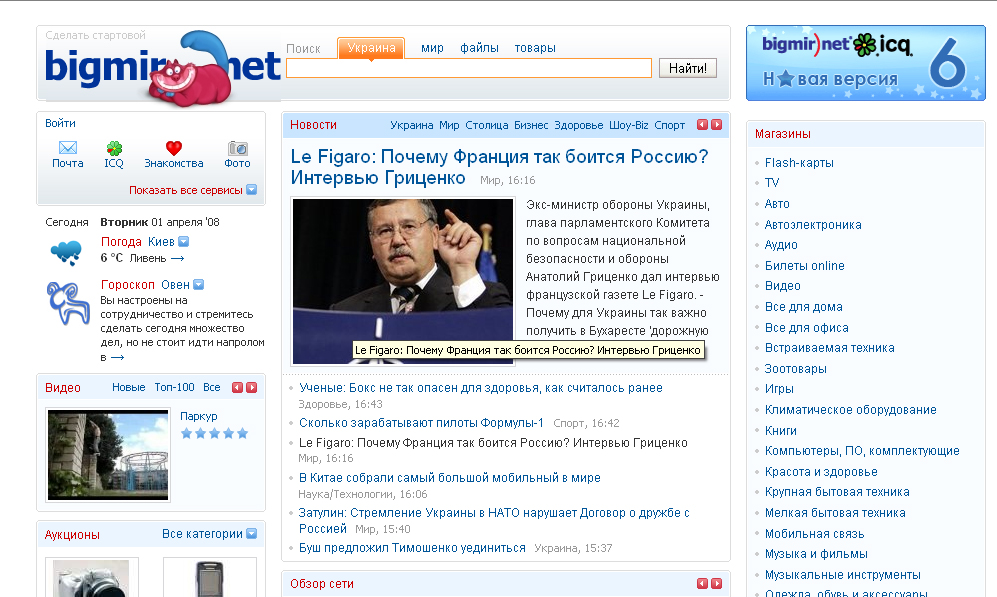 Сделать стартовой
bigmir)net
Поиск Украина мир файлы товары
Найти!
bigmir)net icq
Новая версия 6
Войти
Почта ICQ Знакомства Фото
Показать все сервисы
Сегодня Вторник 01 апреля '08
Погода Киев
6 °C Ливень →
Гороскоп Овен
Вы настроены на
сотрудничество и стремитесь
сделать сегодня множество
дел, но не стоит идти напролом
в →
Видео Новые Топ-100 Все
Паркур
Аукционы Все категории
Новости Украина Мир Столица Бизнес Здоровье Шоу-Biz Спорт
Le Figaro: Почему Франция так боится Россию?
Интервью Гриценко Мир, 16:16
Экс-министр обороны Украины,
глава парламентского Комитета
по вопросам национальной
безопасности и обороны
Анатолий Гриценко дал интервью
французской газете Le Figaro. -
Почему для Украины так важно
получить в Бухаресте 'дорожную
Le Figaro: Почему Франция так боится Россию? Интервью Гриценко
Ученые: Бокс не так опасен для здоровья, как считалось ранее
Здоровье, 16:43
Сколько зарабатывают пилоты Формулы-1 Спорт, 16:42
Le Figaro: Почему Франция так боится Россию? Интервью Гриценко
Мир, 16:16
В Китае собрали самый большой мобильный в мире
Наука/Технологии, 16:06
Затулин: Стремление Украины в НАТО нарушает Договор о дружбе с
Россией Мир, 15:40
Буш предложил Тимошенко уединиться Украина, 15:37
Обзор сети
Магазины
Flash-карты
TV
Авто
Автоэлектроника
Аудио
Билеты online
Видео
Все для дома
Все для офиса
Встраиваемая техника
Зоотовары
Игры
Климатическое оборудование
Книги
Компьютеры, ПО, комплектующие
Красота и здоровье
Крупная бытовая техника
Мелкая бытовая техника
Мобильная связь
Музыка и фильмы
Музыкальные инструменты
Одежда, обувь и аксессуары